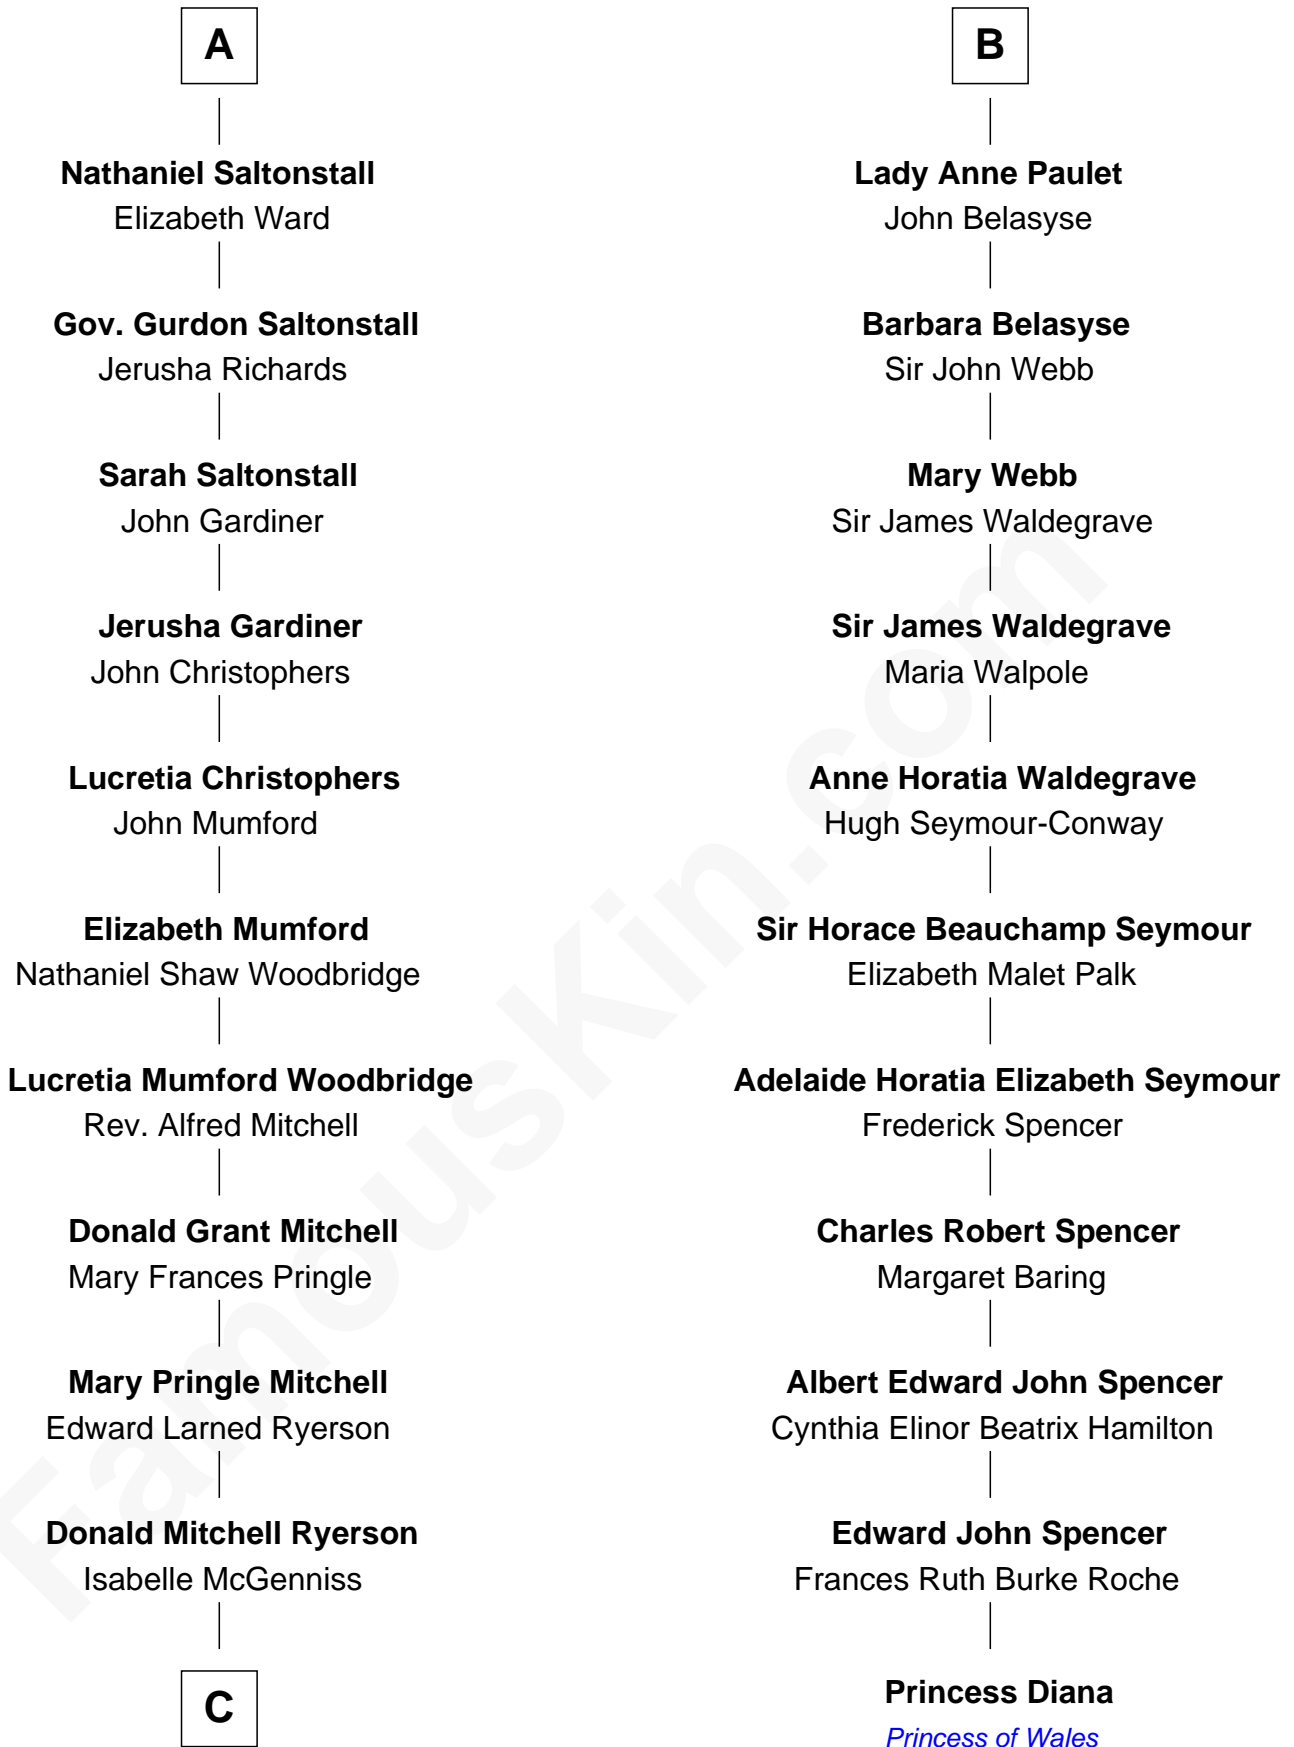 A
Nathaniel Saltonstall
Elizabeth Ward
Gov. Gurdon Saltonstall
Jerusha Richards
Sarah Saltonstall
John Gardiner
Jerusha Gardiner
John Christophers
Lucretia Christophers
John Mumford
Elizabeth Mumford
Nathaniel Shaw Woodbridge
Lucretia Mumford Woodbridge
Rev. Alfred Mitchell
Donald Grant Mitchell
Mary Frances Pringle
Mary Pringle Mitchell
Edward Larned Ryerson
Donald Mitchell Ryerson
Isabelle McGenniss
C
B
Lady Anne Paulet
John Belasyse
Barbara Belasyse
Sir John Webb
Mary Webb
Sir James Waldegrave
Sir James Waldegrave
Maria Walpole
Anne Horatia Waldegrave
Hugh Seymour-Conway
Sir Horace Beauchamp Seymour
Elizabeth Malet Palk
Adelaide Horatia Elizabeth Seymour
Frederick Spencer
Charles Robert Spencer
Margaret Baring
Albert Edward John Spencer
Cynthia Elinor Beatrix Hamilton
Edward John Spencer
Frances Ruth Burke Roche
Princess Diana
Princess of Wales
FamousKin.com